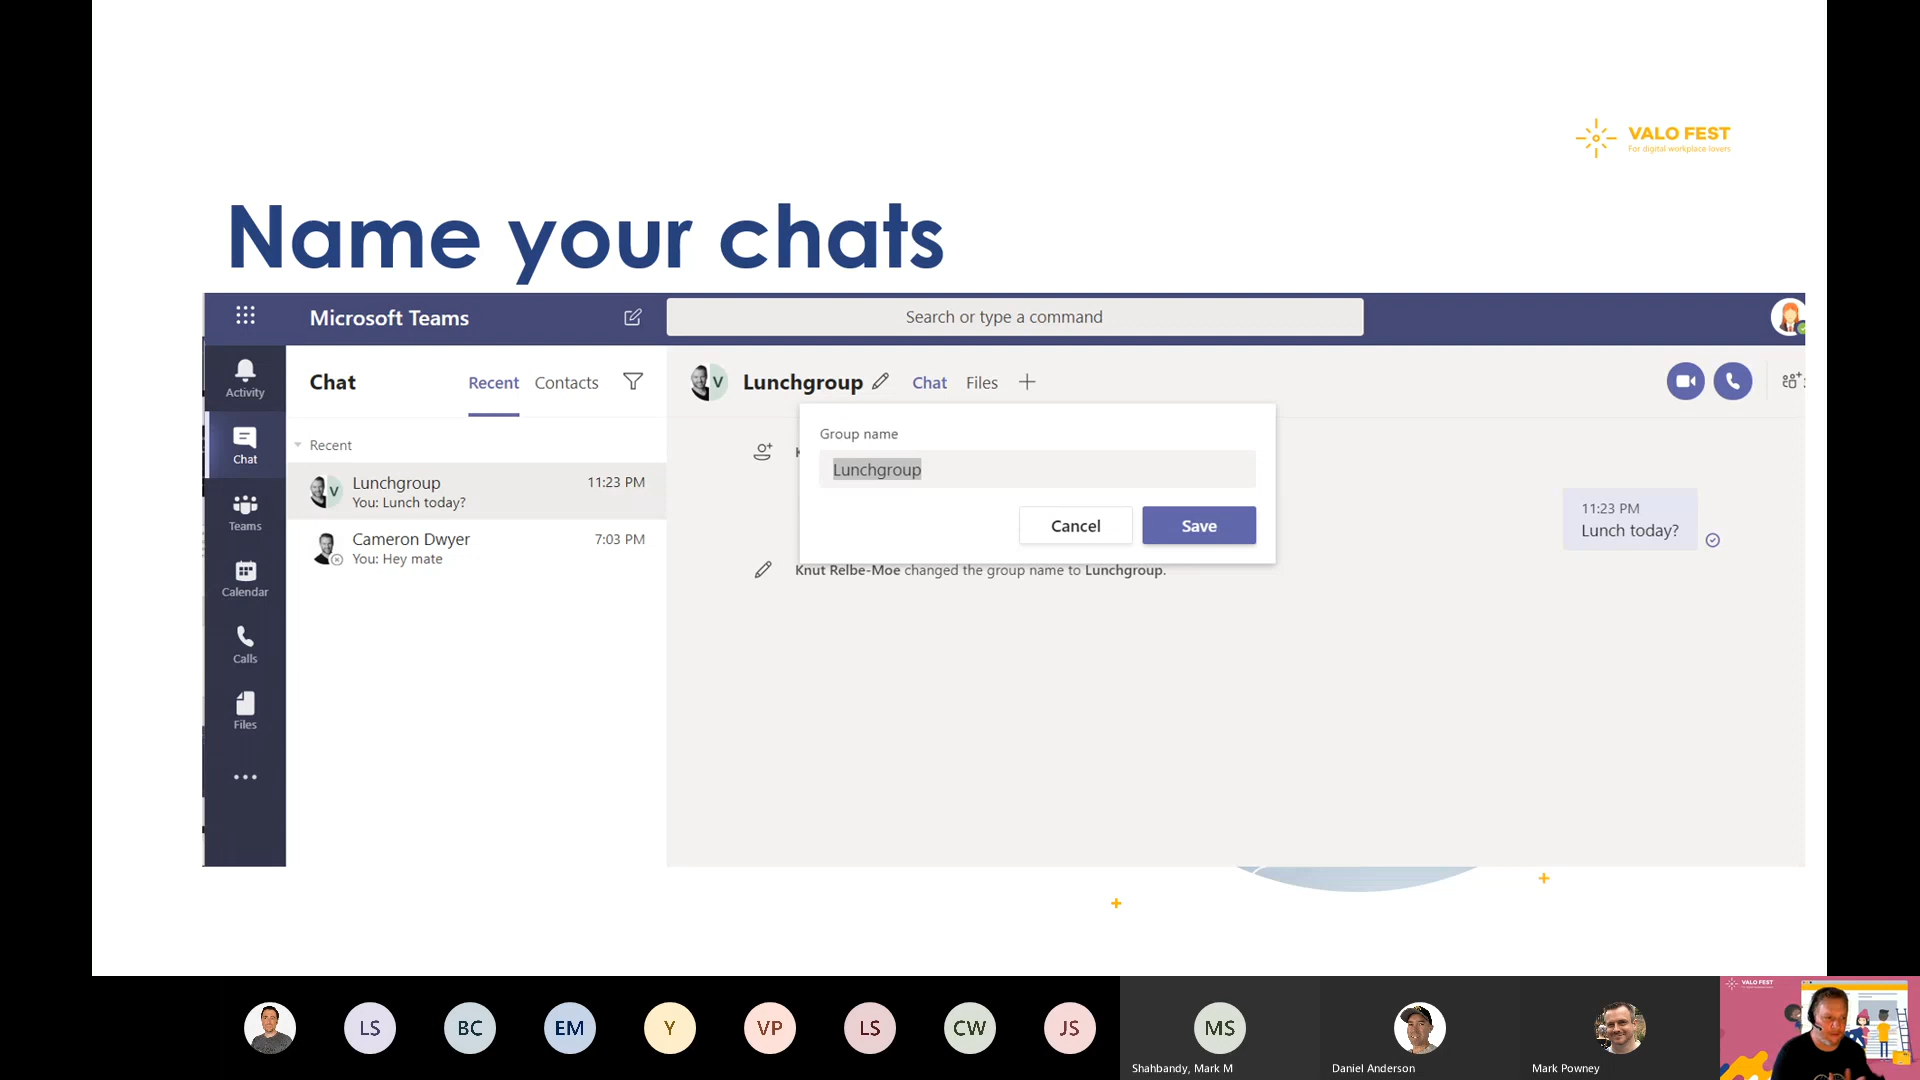 VALO FEST
For digital workplace lovers
Name your chats
Microsoft Teams
Search or type a command
Activity
Chat
Teams
Calendar
Calls
Files
Chat
Recent
Contacts
Recent
Lunchgroup
11:23 PM
You: Lunch today?
V
Cameron Dwyer
7:03 PM
You: Hey mate
V
Lunchgroup
Chat
Files
Group name
Lunchgroup
Cancel
Save
11:23 PM
Lunch today?
Knut Relbe-Moe changed the group name to Lunchgroup.
LS
BC
EM
Y
VP
LS
CW
JS
MS
Shahbandy, Mark M
Daniel Anderson
Mark Powney
VALO FEST